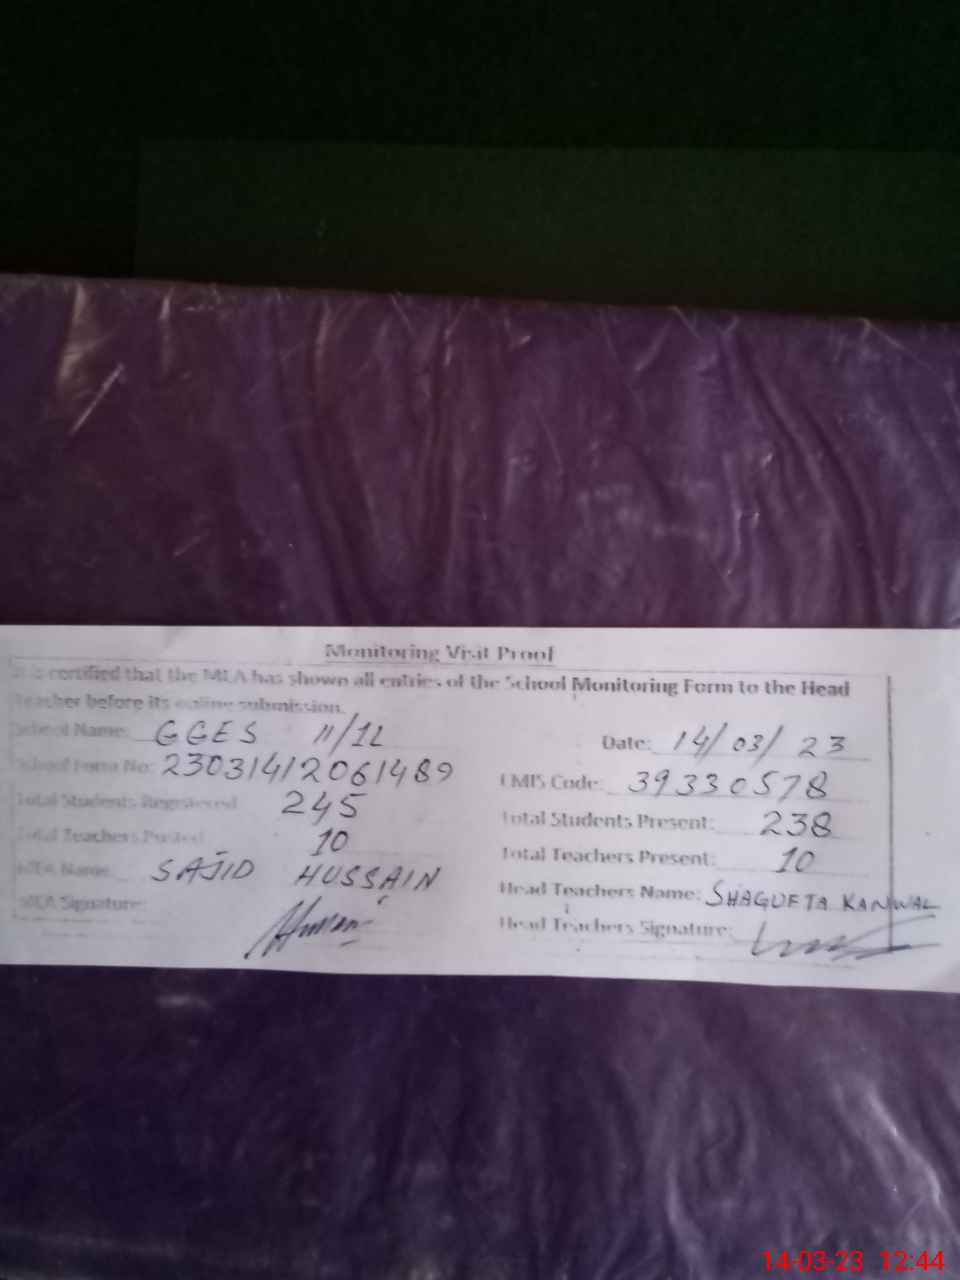 Monitoring Visit Proof
It is certified that the MEA has shown all entries of the School Monitoring Form to the Head
Teacher before its online submission.
School Name: GGES 11/1L Date: 14/03/23
School Form No: 23031412061489 EMIS Code: 39330578
Total Students Registered 245 Total Students Present: 238
Total Teachers Posted 10 Total Teachers Present: 10
MEA Name: SAJID HUSSAIN Head Teachers Name: SHAGUFTA KANWAL
MEA Signature: Head Teachers Signature:
14-03-23 12:44